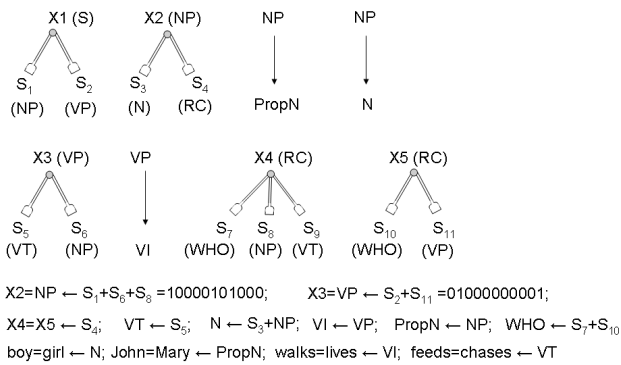 X1 (S) X2 (NP) NP NP
S₁ S₂ S₃ S₄
(NP) (VP) (N) (RC) PropN N
X3 (VP) VP X4 (RC) X5 (RC)
S₅ S₆ S₇ S₈ S₉ S₁₀ S₁₁
(VT) (NP) VI (WHO) (NP) (VT) (WHO) (VP)
X2=NP ← S₁+S₆+S₈ =10000101000; X3=VP ← S₂+S₁₁ =01000000001;
X4=X5 ← S₄; VT ← S₅; N ← S₃+NP; VI ← VP; PropN ← NP; WHO ← S₇+S₁₀
boy=girl ← N; John=Mary ← PropN; walks=lives ← VI; feeds=chases ← VT